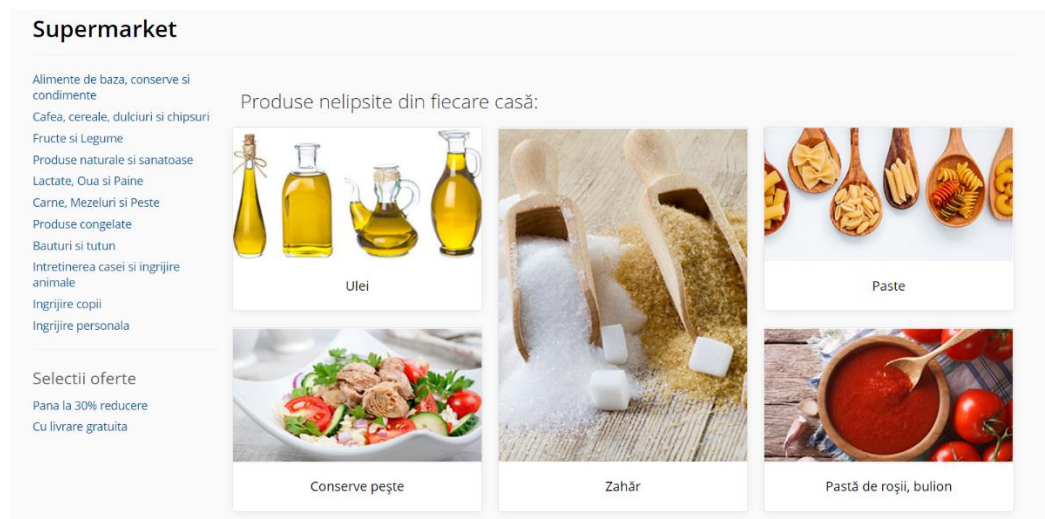 Supermarket
Alimente de baza, conserve si
condimente
Cafea, cereale, dulciuri si chipsuri
Fructe si Legume
Produse naturale si sanatoase
Lactate, Oua si Paine
Carne, Mezeluri si Peste
Produse congelate
Bauturi si tutun
Intretinerea casei si ingrijire
animale
Ingrijire copii
Ingrijire personala
Selectii oferte
Pana la 30% reducere
Cu livrare gratuita
Produse nelipsite din fiecare casă:
Ulei
Paste
Conserve pește
Zahăr
Pastă de roșii, bulion